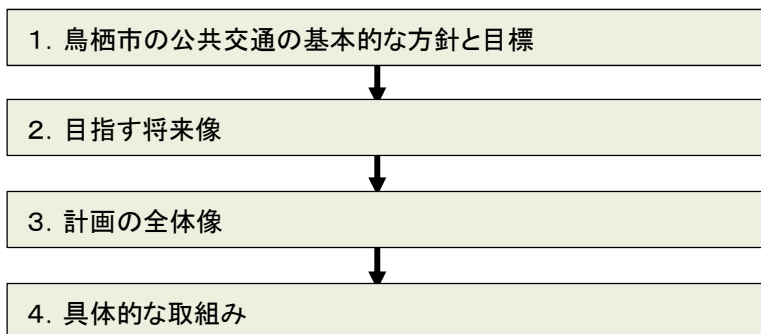 １．鳥栖市の公共交通の基本的な方針と目標
２．目指す将来像
３．計画の全体像
４．具体的な取組み